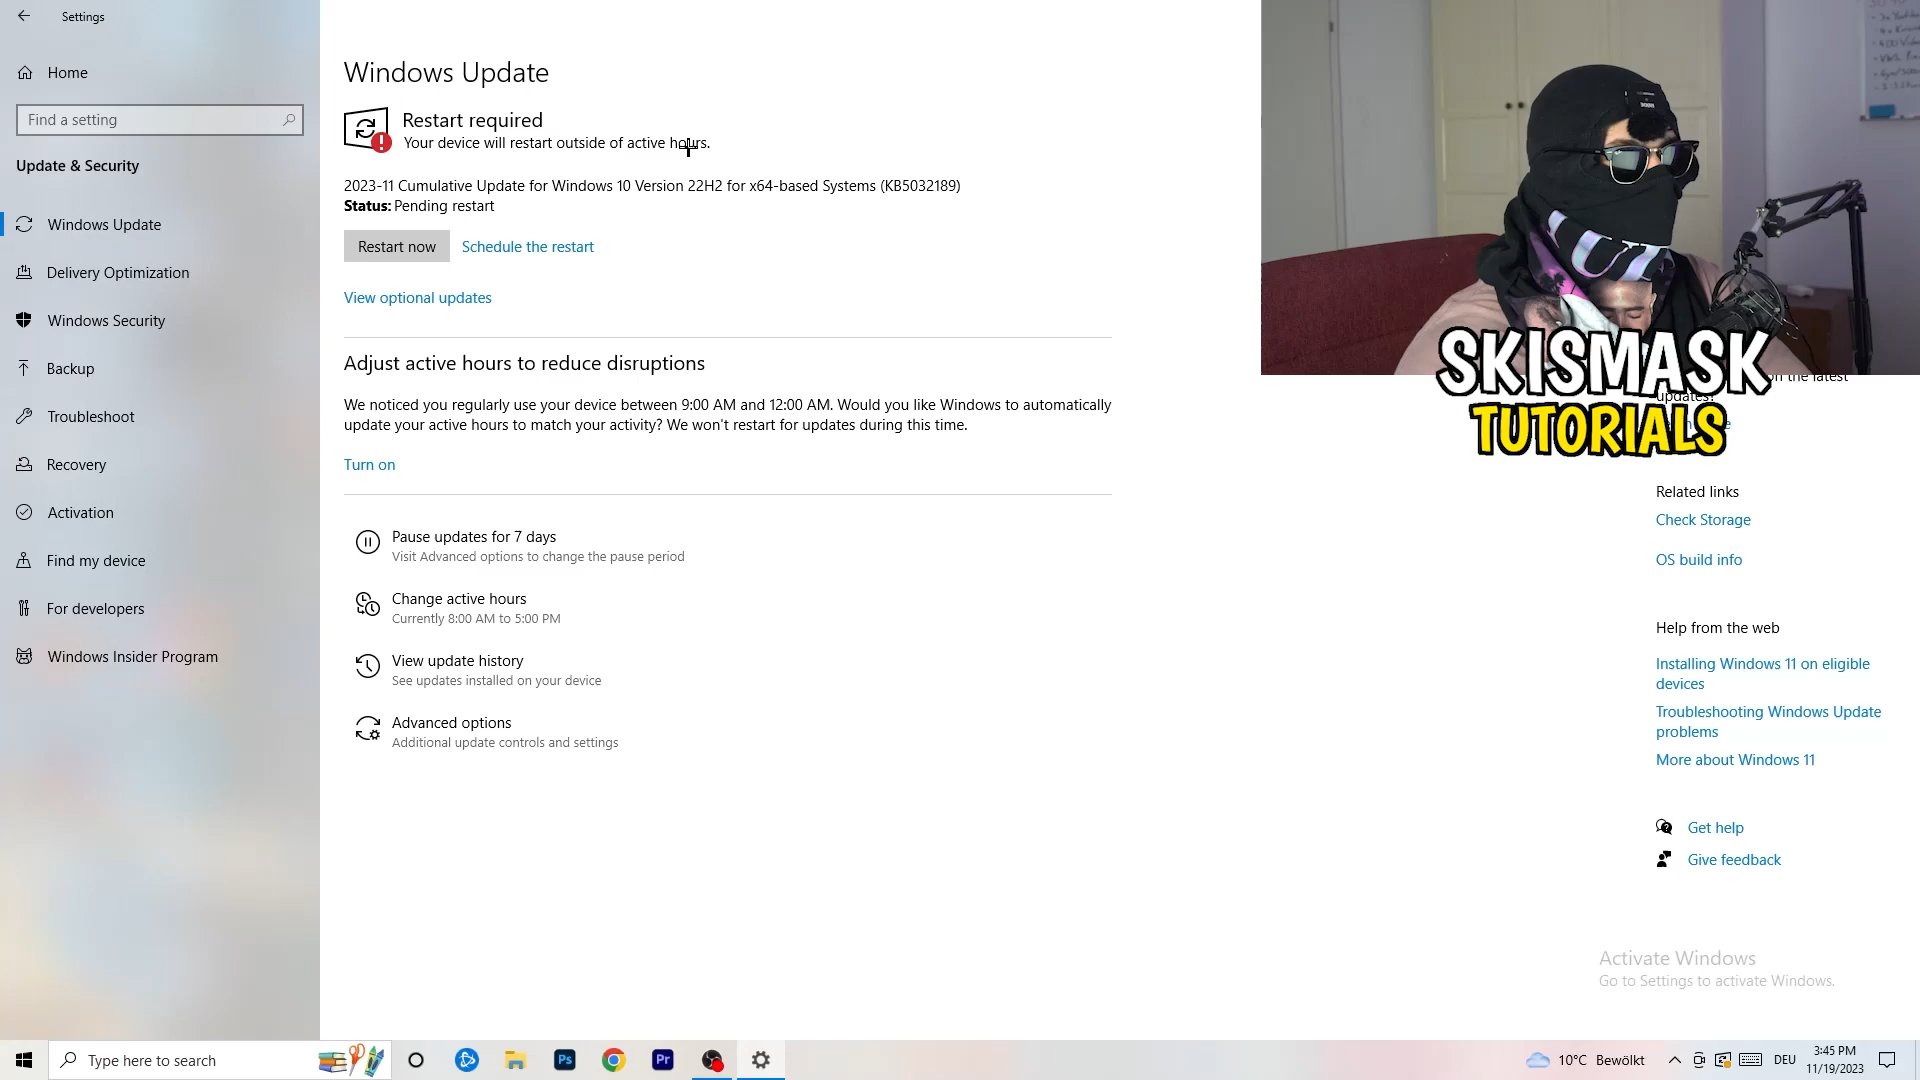 Settings
Home
Find a setting
Update & Security
Windows Update
Delivery Optimization
Windows Security
Backup
Troubleshoot
Recovery
Activation
Find my device
For developers
Windows Insider Program
Windows Update
Restart required
Your device will restart outside of active hours.
2023-11 Cumulative Update for Windows 10 Version 22H2 for x64-based Systems (KB5032189)
Status: Pending restart
Restart now
Schedule the restart
View optional updates
Adjust active hours to reduce disruptions
We noticed you regularly use your device between 9:00 AM and 12:00 AM. Would you like Windows to automatically
update your active hours to match your activity? We won't restart for updates during this time.
Turn on
Pause updates for 7 days
Visit Advanced options to change the pause period
Change active hours
Currently 8:00 AM to 5:00 PM
View update history
See updates installed on your device
Advanced options
Additional update controls and settings
SKISMASK
TUTORIALS
on the latest
updates?
Related links
Check Storage
OS build info
Help from the web
Installing Windows 11 on eligible
devices
Troubleshooting Windows Update
problems
More about Windows 11
Get help
Give feedback
Activate Windows
Go to Settings to activate Windows.
Type here to search
Ps
Pr
10°C Bewölkt
DEU
3:45 PM
11/19/2023